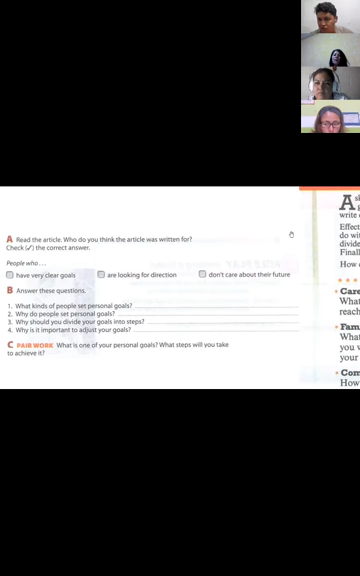 A Read the article. Who do you think the article was written for?
Check (✓) the correct answer.
People who . . .
have very clear goals
are looking for direction
don't care about their future
B Answer these questions.
1. What kinds of people set personal goals?
2. Why do people set personal goals?
3. Why should you divide your goals into steps?
4. Why is it important to adjust your goals?
C PAIR WORK What is one of your personal goals? What steps will you take
to achieve it?
write
Effect
do wi
divide
Finall
How
• Care
What
reach
• Fam
What
you w
your
• Com
How